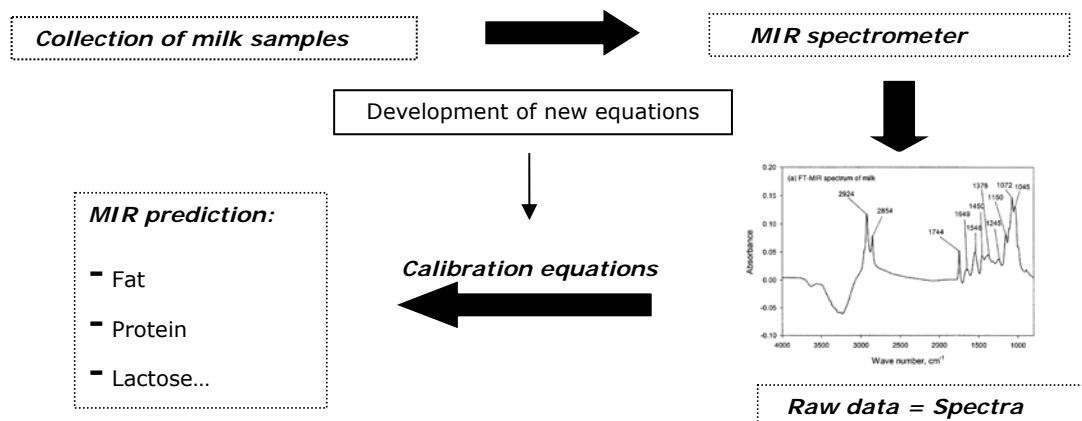 Collection of milk samples
MIR spectrometer
Development of new equations
(a) FT-MIR spectrum of milk
2924
2854
1744
1649
1548
1450
1378
1245
1150
1072
1045
0.20
0.15
0.10
0.05
0.00
-0.05
-0.10
Absorbance
4000 3500 3000 2500 2000 1500 1000
Wave number, cm-1
MIR prediction:
- Fat
- Protein
- Lactose…
Calibration equations
Raw data = Spectra